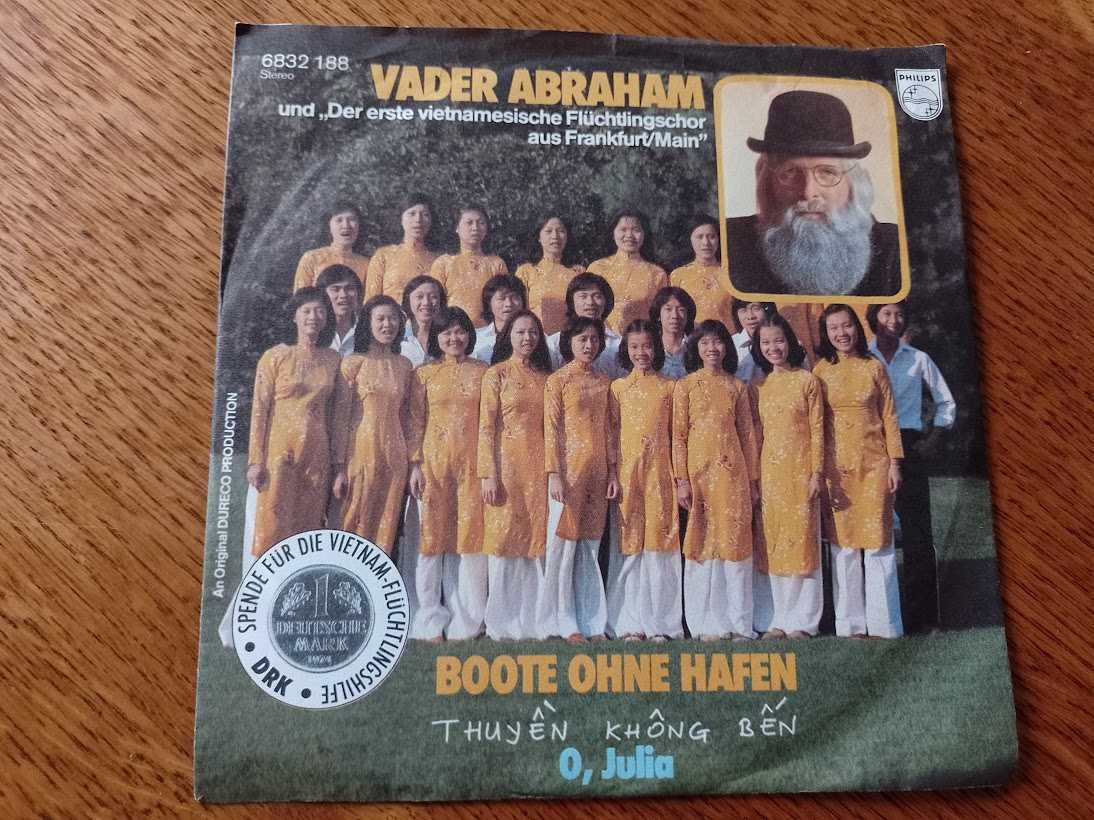 6832 188
Stereo
VADER ABRAHAM
und „Der erste vietnamesische Flüchtlingschor
aus Frankfurt/Main”
PHILIPS
An Original DURECO PRODUCTION
SPENDE FÜR DIE VIETNAM-FLÜCHTLINGSHILFE
• DRK •
1
DEUTSCHE
MARK
1974
BOOTE OHNE HAFEN
THUYỀN KHÔNG BẾN
O, Julia